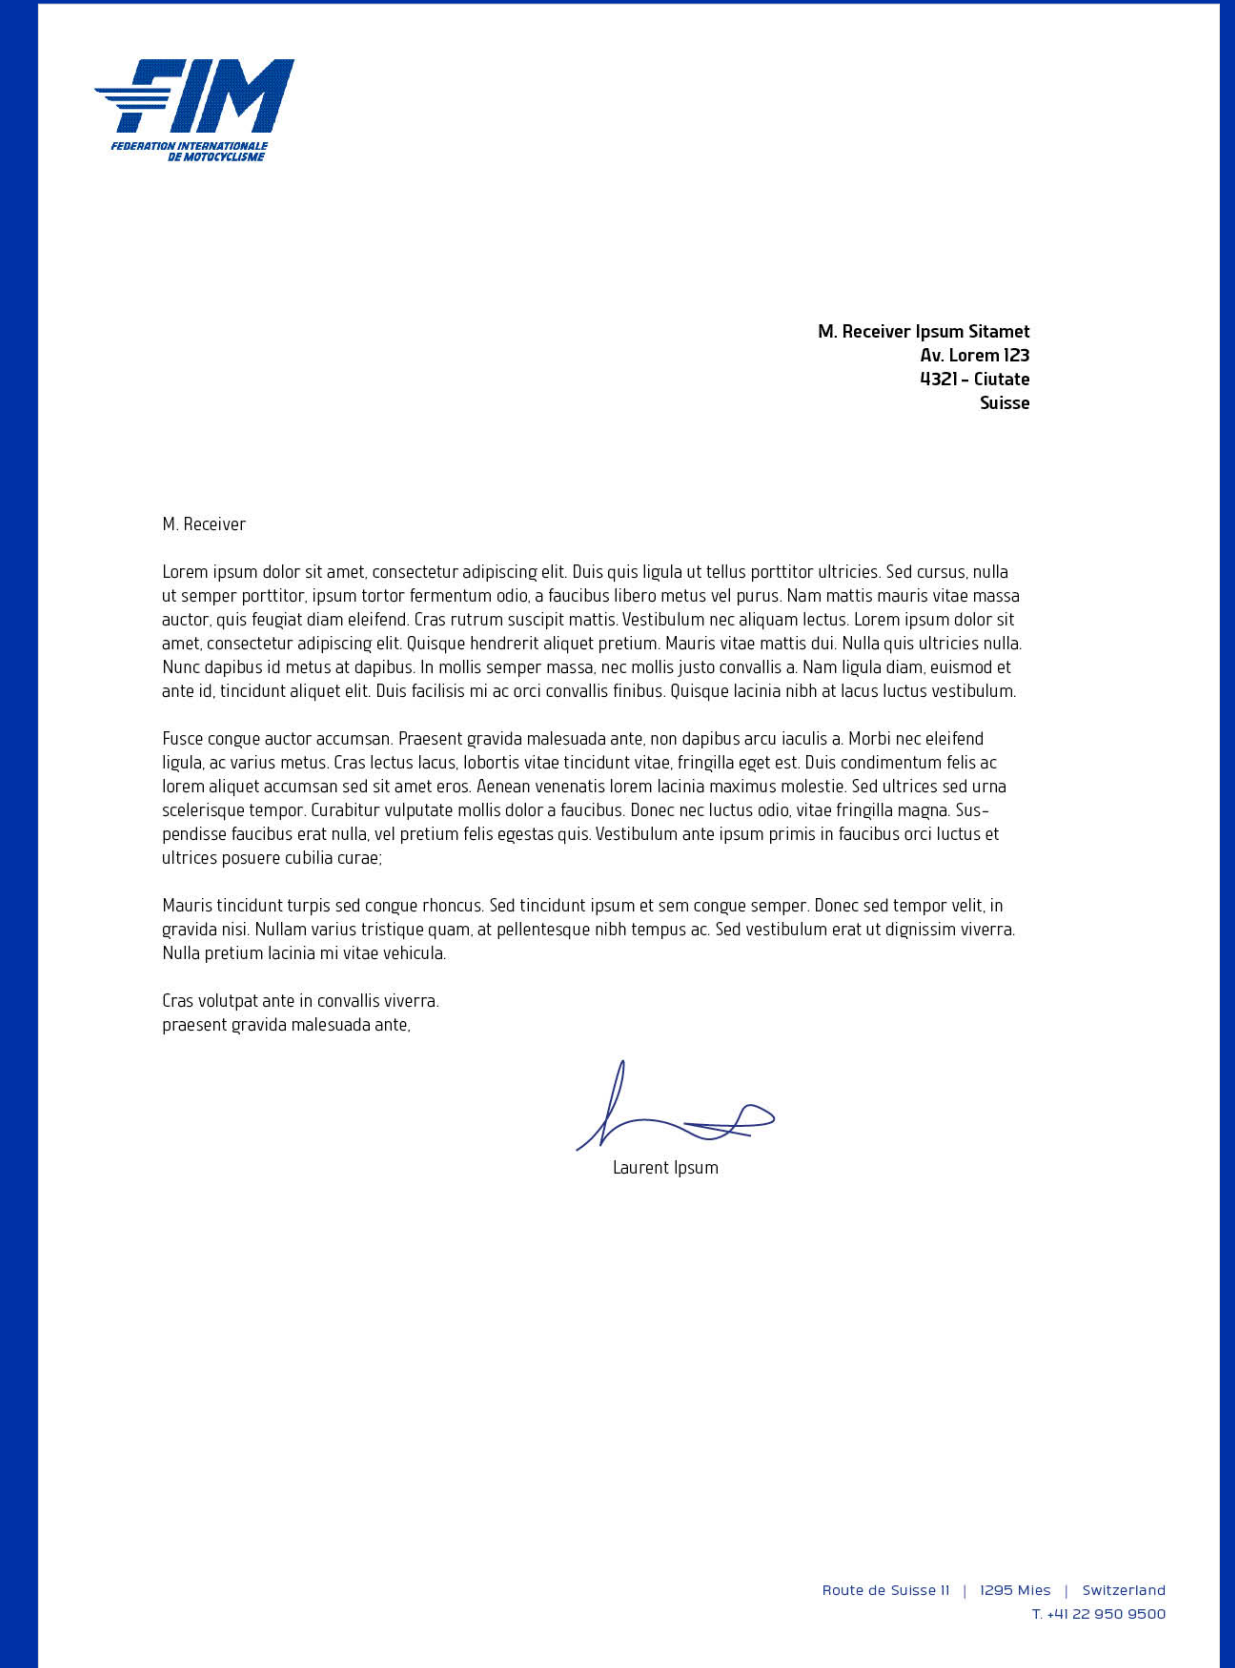 FIM
FEDERATION INTERNATIONALE
DE MOTOCYCLISME
M. Receiver Ipsum Sitamet
Av. Lorem 123
4321 - Ciutate
Suisse
M. Receiver
Lorem ipsum dolor sit amet, consectetur adipiscing elit. Duis quis ligula ut tellus porttitor ultricies. Sed cursus, nulla
ut semper porttitor, ipsum tortor fermentum odio, a faucibus libero metus vel purus. Nam mattis mauris vitae massa
auctor, quis feugiat diam eleifend. Cras rutrum suscipit mattis. Vestibulum nec aliquam lectus. Lorem ipsum dolor sit
amet, consectetur adipiscing elit. Quisque hendrerit aliquet pretium. Mauris vitae mattis dui. Nulla quis ultricies nulla.
Nunc dapibus id metus at dapibus. In mollis semper massa, nec mollis justo convallis a. Nam ligula diam, euismod et
ante id, tincidunt aliquet elit. Duis facilisis mi ac orci convallis finibus. Quisque lacinia nibh at lacus luctus vestibulum.
Fusce congue auctor accumsan. Praesent gravida malesuada ante, non dapibus arcu iaculis a. Morbi nec eleifend
ligula, ac varius metus. Cras lectus lacus, lobortis vitae tincidunt vitae, fringilla eget est. Duis condimentum felis ac
lorem aliquet accumsan sed sit amet eros. Aenean venenatis lorem lacinia maximus molestie. Sed ultrices sed urna
scelerisque tempor. Curabitur vulputate mollis dolor a faucibus. Donec nec luctus odio, vitae fringilla magna. Sus-
pendisse faucibus erat nulla, vel pretium felis egestas quis. Vestibulum ante ipsum primis in faucibus orci luctus et
ultrices posuere cubilia curae;
Mauris tincidunt turpis sed congue rhoncus. Sed tincidunt ipsum et sem congue semper. Donec sed tempor velit, in
gravida nisi. Nullam varius tristique quam, at pellentesque nibh tempus ac. Sed vestibulum erat ut dignissim viverra.
Nulla pretium lacinia mi vitae vehicula.
Cras volutpat ante in convallis viverra.
praesent gravida malesuada ante,
Laurent Ipsum
Route de Suisse 11 | 1295 Mies | Switzerland
T. +41 22 950 9500